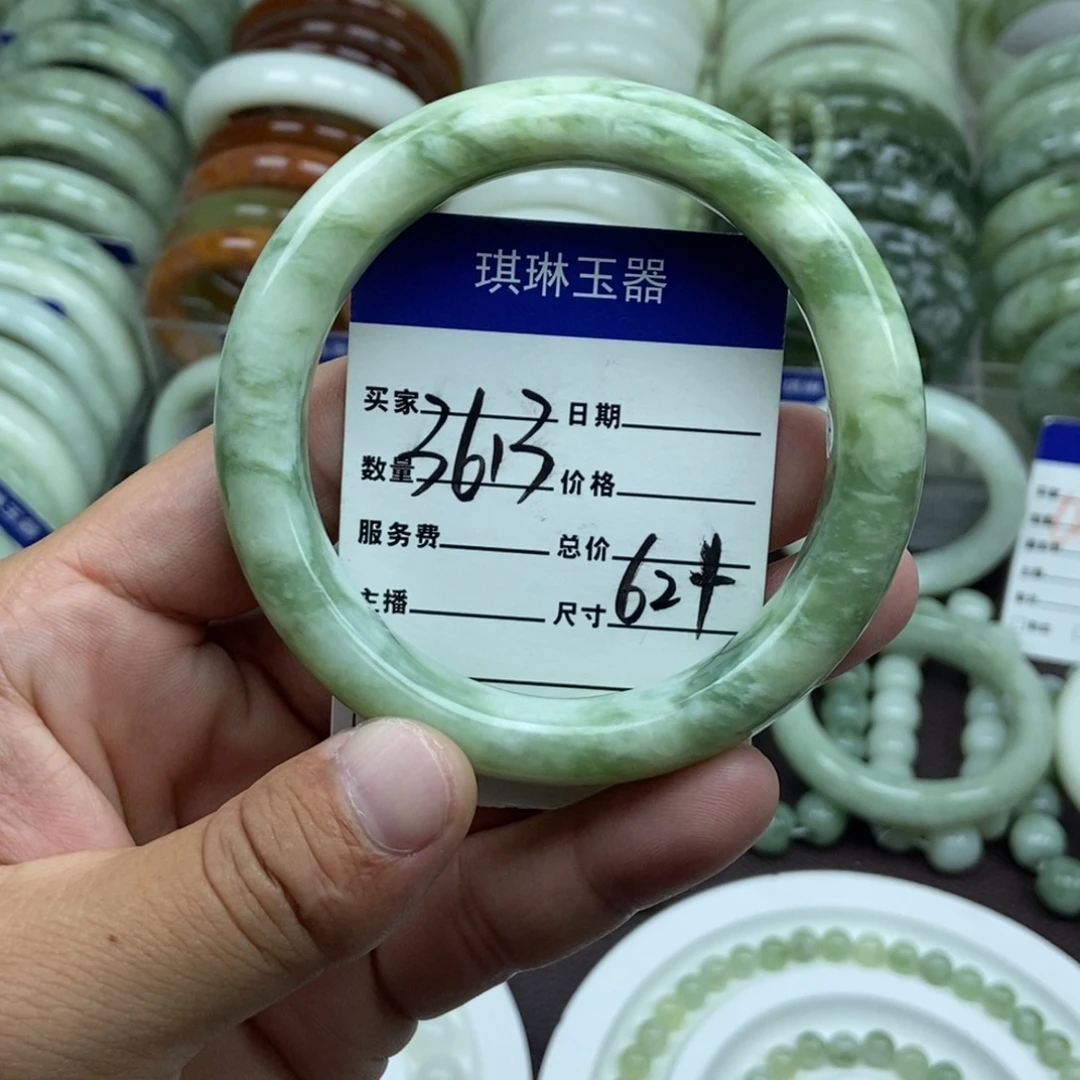 琪琳玉器
买家 日期
3613
数量 价格
服务费 总价
主播 尺寸 62